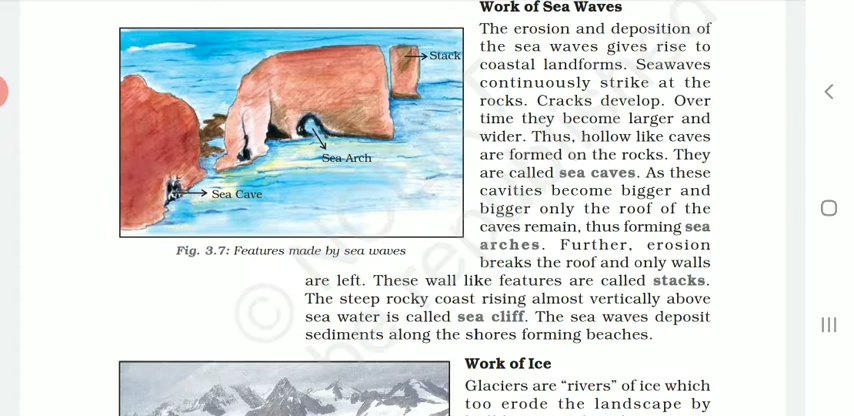 Work of Sea Waves
The erosion and deposition of
the sea waves gives rise to
coastal landforms. Seawaves
continuously strike at the
rocks. Cracks develop. Over
time they become larger and
wider. Thus, hollow like caves
are formed on the rocks. They
are called sea caves. As these
cavities become bigger and
bigger only the roof of the
caves remain, thus forming sea
arches. Further, erosion
breaks the roof and only walls
are left. These wall like features are called stacks.
The steep rocky coast rising almost vertically above
sea water is called sea cliff. The sea waves deposit
sediments along the shores forming beaches.
Stack
Sea Arch
Sea Cave
Fig. 3.7: Features made by sea waves
Work of Ice
Glaciers are “rivers” of ice which
too erode the landscape by